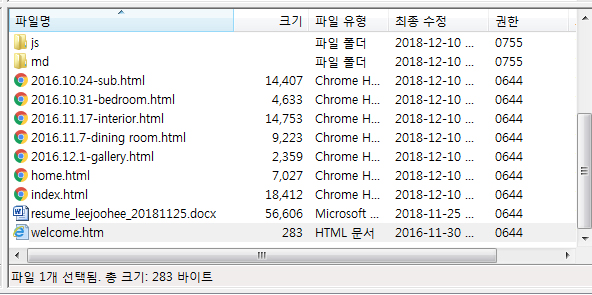 파일명 크기 파일 유형 최종 수정 권한
js 파일 폴더 2018-12-10 ... 0755
md 파일 폴더 2018-12-10 ... 0755
2016.10.24-sub.html 14,407 Chrome H... 2018-12-10 ... 0644
2016.10.31-bedroom.html 4,633 Chrome H... 2018-12-10 ... 0644
2016.11.17-interior.html 14,753 Chrome H... 2018-12-10 ... 0644
2016.11.7-dining room.html 9,223 Chrome H... 2018-12-10 ... 0644
2016.12.1-gallery.html 2,359 Chrome H... 2018-12-10 ... 0644
home.html 7,027 Chrome H... 2018-12-10 ... 0644
index.html 18,412 Chrome H... 2018-12-10 ... 0644
resume_leejoohee_20181125.docx 56,606 Microsoft ... 2018-11-25 ... 0644
welcome.htm 283 HTML 문서 2016-11-30 ... 0644
파일 1개 선택됨. 총 크기: 283 바이트